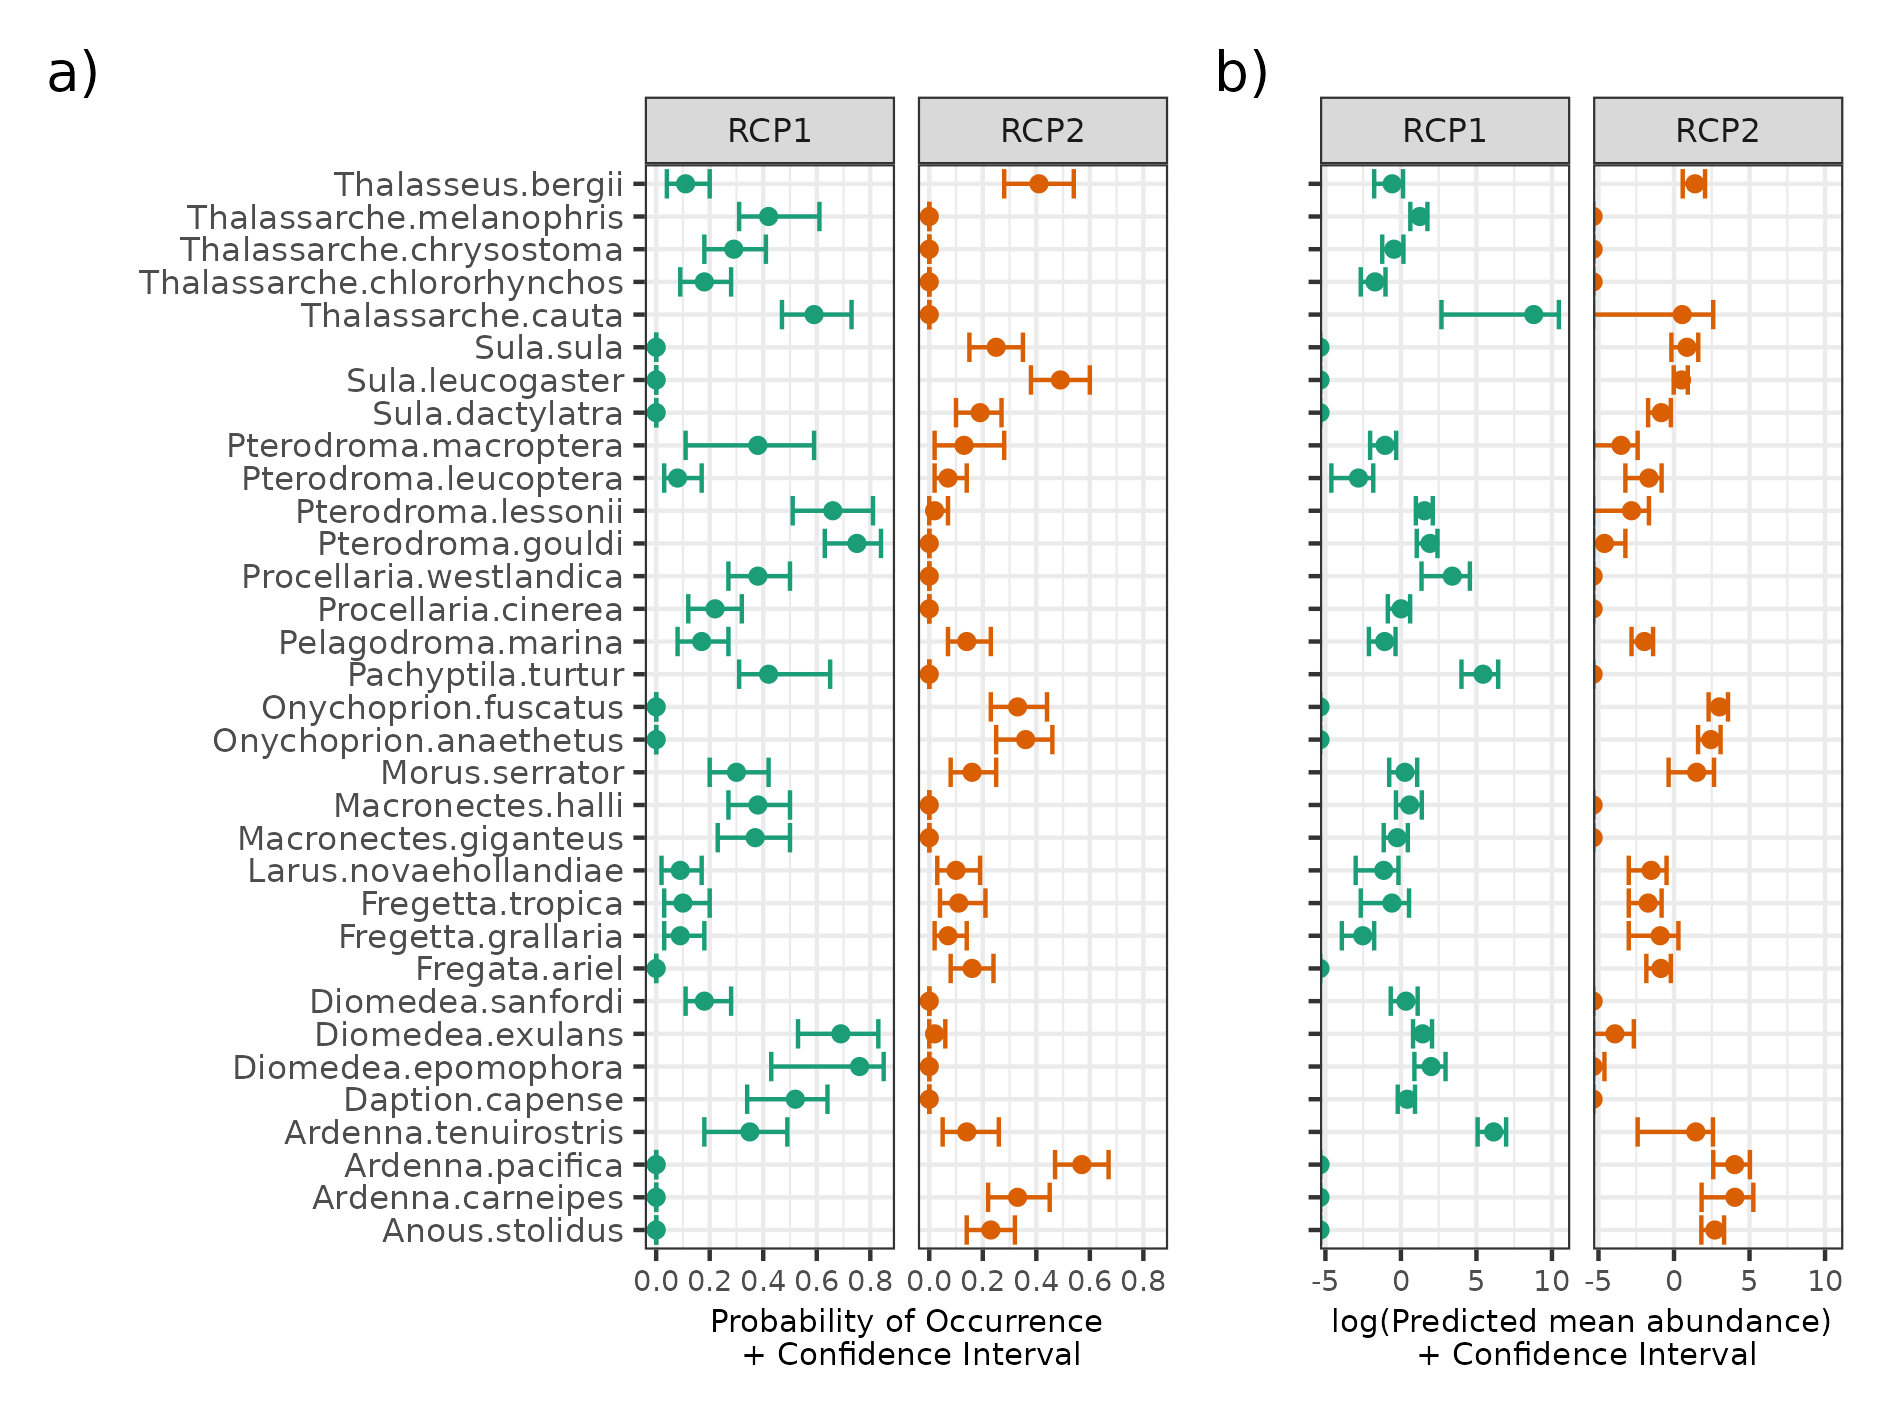 a)
b)
RCP1
RCP2
RCP1
RCP2
Thalasseus.bergii
Thalassarche.melanophris
Thalassarche.chrysostoma
Thalassarche.chlororhynchos
Thalassarche.cauta
Sula.sula
Sula.leucogaster
Sula.dactylatra
Pterodroma.macroptera
Pterodroma.leucoptera
Pterodroma.lessonii
Pterodroma.gouldi
Procellaria.westlandica
Procellaria.cinerea
Pelagodroma.marina
Pachyptila.turtur
Onychoprion.fuscatus
Onychoprion.anaethetus
Morus.serrator
Macronectes.halli
Macronectes.giganteus
Larus.novaehollandiae
Fregetta.tropica
Fregetta.grallaria
Fregata.ariel
Diomedea.sanfordi
Diomedea.exulans
Diomedea.epomophora
Daption.capense
Ardenna.tenuirostris
Ardenna.pacifica
Ardenna.carneipes
Anous.stolidus
0.0 0.2 0.4 0.6 0.8
0.0 0.2 0.4 0.6 0.8
-5 0 5 10
-5 0 5 10
Probability of Occurrence
+ Confidence Interval
log(Predicted mean abundance)
+ Confidence Interval